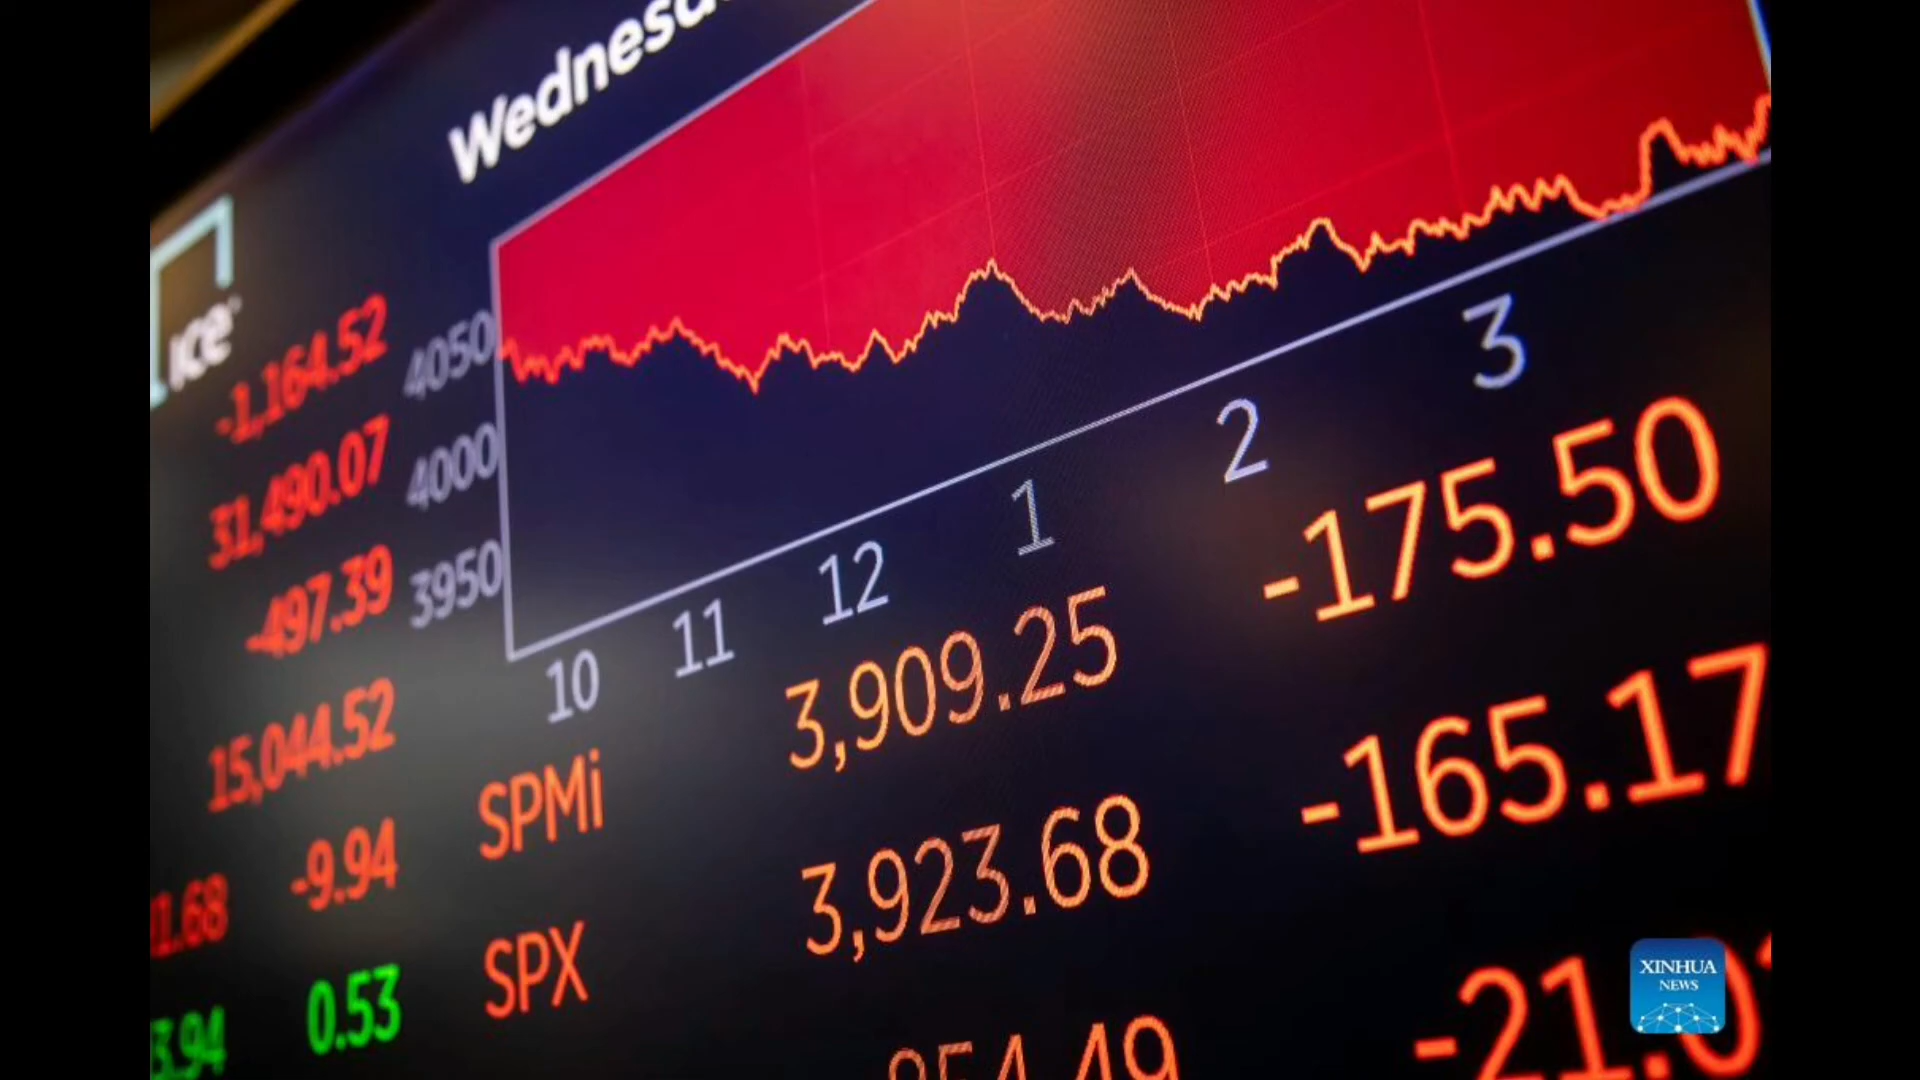 ICE
-1,164.52
31,490.07
-497.39
15,044.52
-9.94
0.53
4050
4000
3950
10 11 12 1 2 3
SPMi 3,909.25 -175.50
SPX 3,923.68 -165.17
XINHUA
NEWS